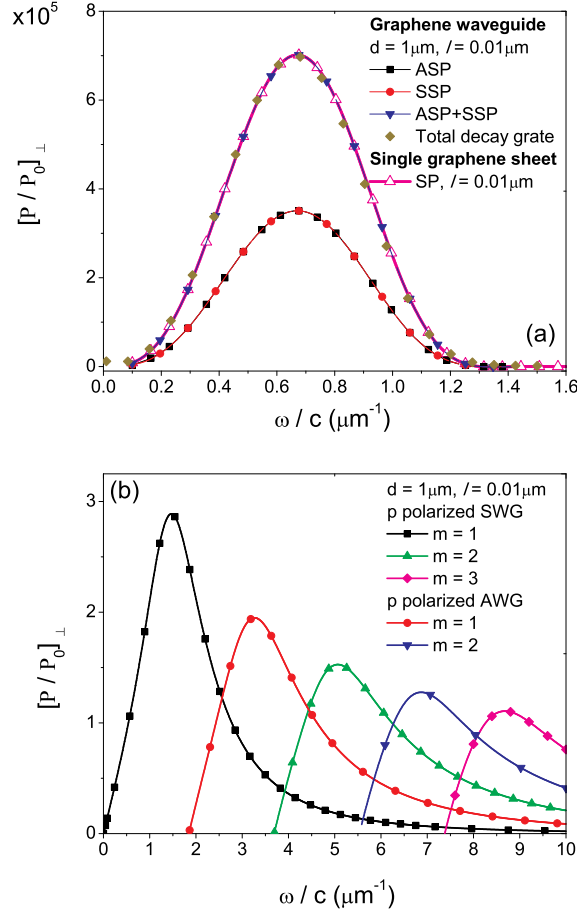 x10⁵
(a)
Graphene waveguide
d = 1μm, l = 0.01μm
ASP
SSP
ASP+SSP
Total decay grate
Single graphene sheet
SP, l = 0.01μm
8
6
4
2
0
[P / P₀]⊥
0.0 0.2 0.4 0.6 0.8 1.0 1.2 1.4 1.6
ω / c (μm⁻¹)
(b)
d = 1μm, l = 0.01μm
p polarized SWG
m = 1
m = 2
m = 3
p polarized AWG
m = 1
m = 2
3
2
1
0
[P / P₀]⊥
0 1 2 3 4 5 6 7 8 9 10
ω / c (μm⁻¹)